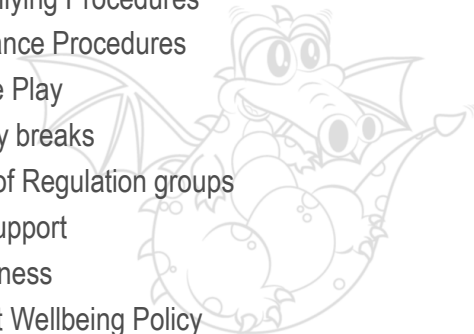 lying Procedures
ance Procedures
e Play
y breaks
of Regulation groups
upport
ness
t Wellbeing Policy